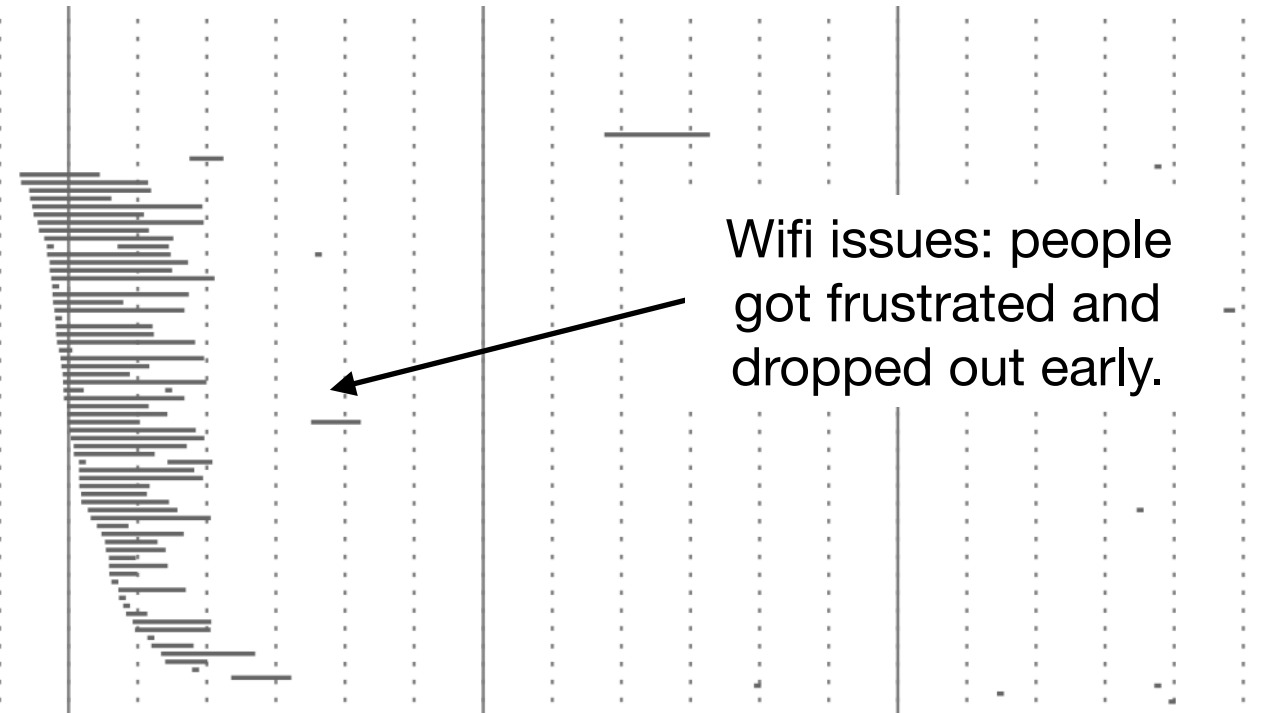 Wifi issues: people
got frustrated and
dropped out early.